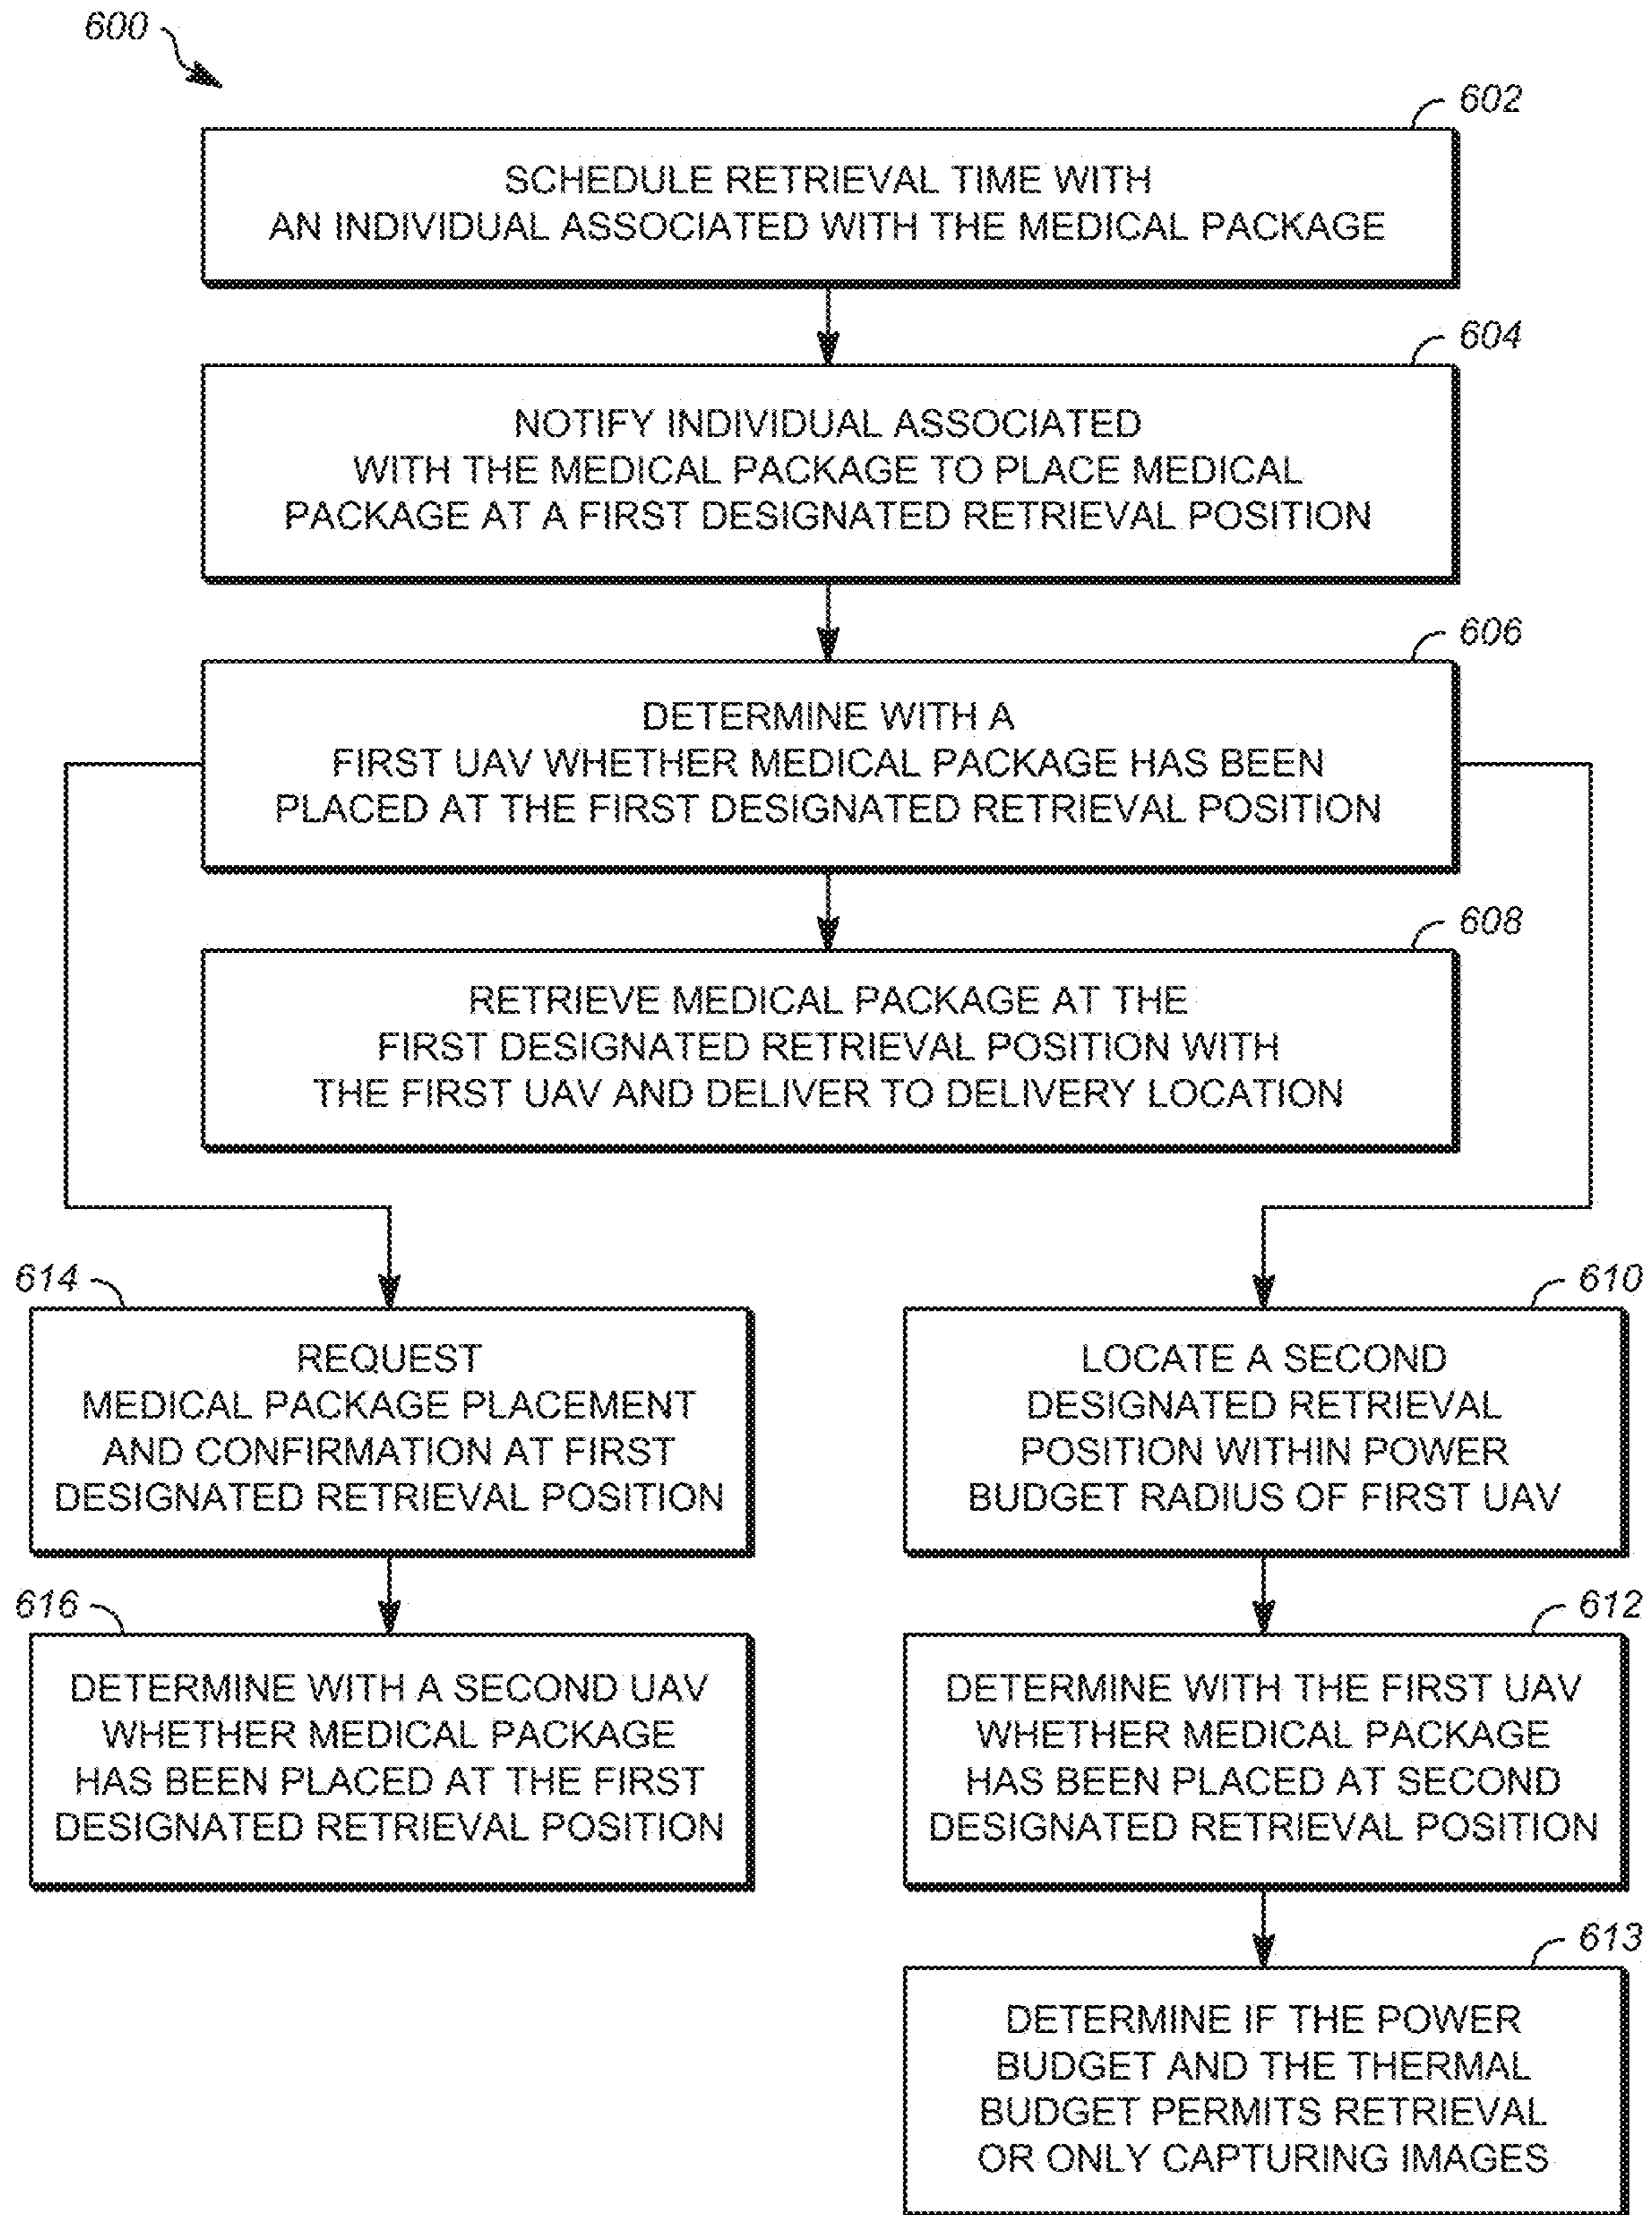 600
602
SCHEDULE RETRIEVAL TIME WITH
AN INDIVIDUAL ASSOCIATED WITH THE MEDICAL PACKAGE
604
NOTIFY INDIVIDUAL ASSOCIATED
WITH THE MEDICAL PACKAGE TO PLACE MEDICAL
PACKAGE AT A FIRST DESIGNATED RETRIEVAL POSITION
606
DETERMINE WITH A
FIRST UAV WHETHER MEDICAL PACKAGE HAS BEEN
PLACED AT THE FIRST DESIGNATED RETRIEVAL POSITION
608
RETRIEVE MEDICAL PACKAGE AT THE
FIRST DESIGNATED RETRIEVAL POSITION WITH
THE FIRST UAV AND DELIVER TO DELIVERY LOCATION
614
REQUEST
MEDICAL PACKAGE PLACEMENT
AND CONFIRMATION AT FIRST
DESIGNATED RETRIEVAL POSITION
610
LOCATE A SECOND
DESIGNATED RETRIEVAL
POSITION WITHIN POWER
BUDGET RADIUS OF FIRST UAV
616
DETERMINE WITH A SECOND UAV
WHETHER MEDICAL PACKAGE
HAS BEEN PLACED AT THE FIRST
DESIGNATED RETRIEVAL POSITION
612
DETERMINE WITH THE FIRST UAV
WHETHER MEDICAL PACKAGE
HAS BEEN PLACED AT SECOND
DESIGNATED RETRIEVAL POSITION
613
DETERMINE IF THE POWER
BUDGET AND THE THERMAL
BUDGET PERMITS RETRIEVAL
OR ONLY CAPTURING IMAGES